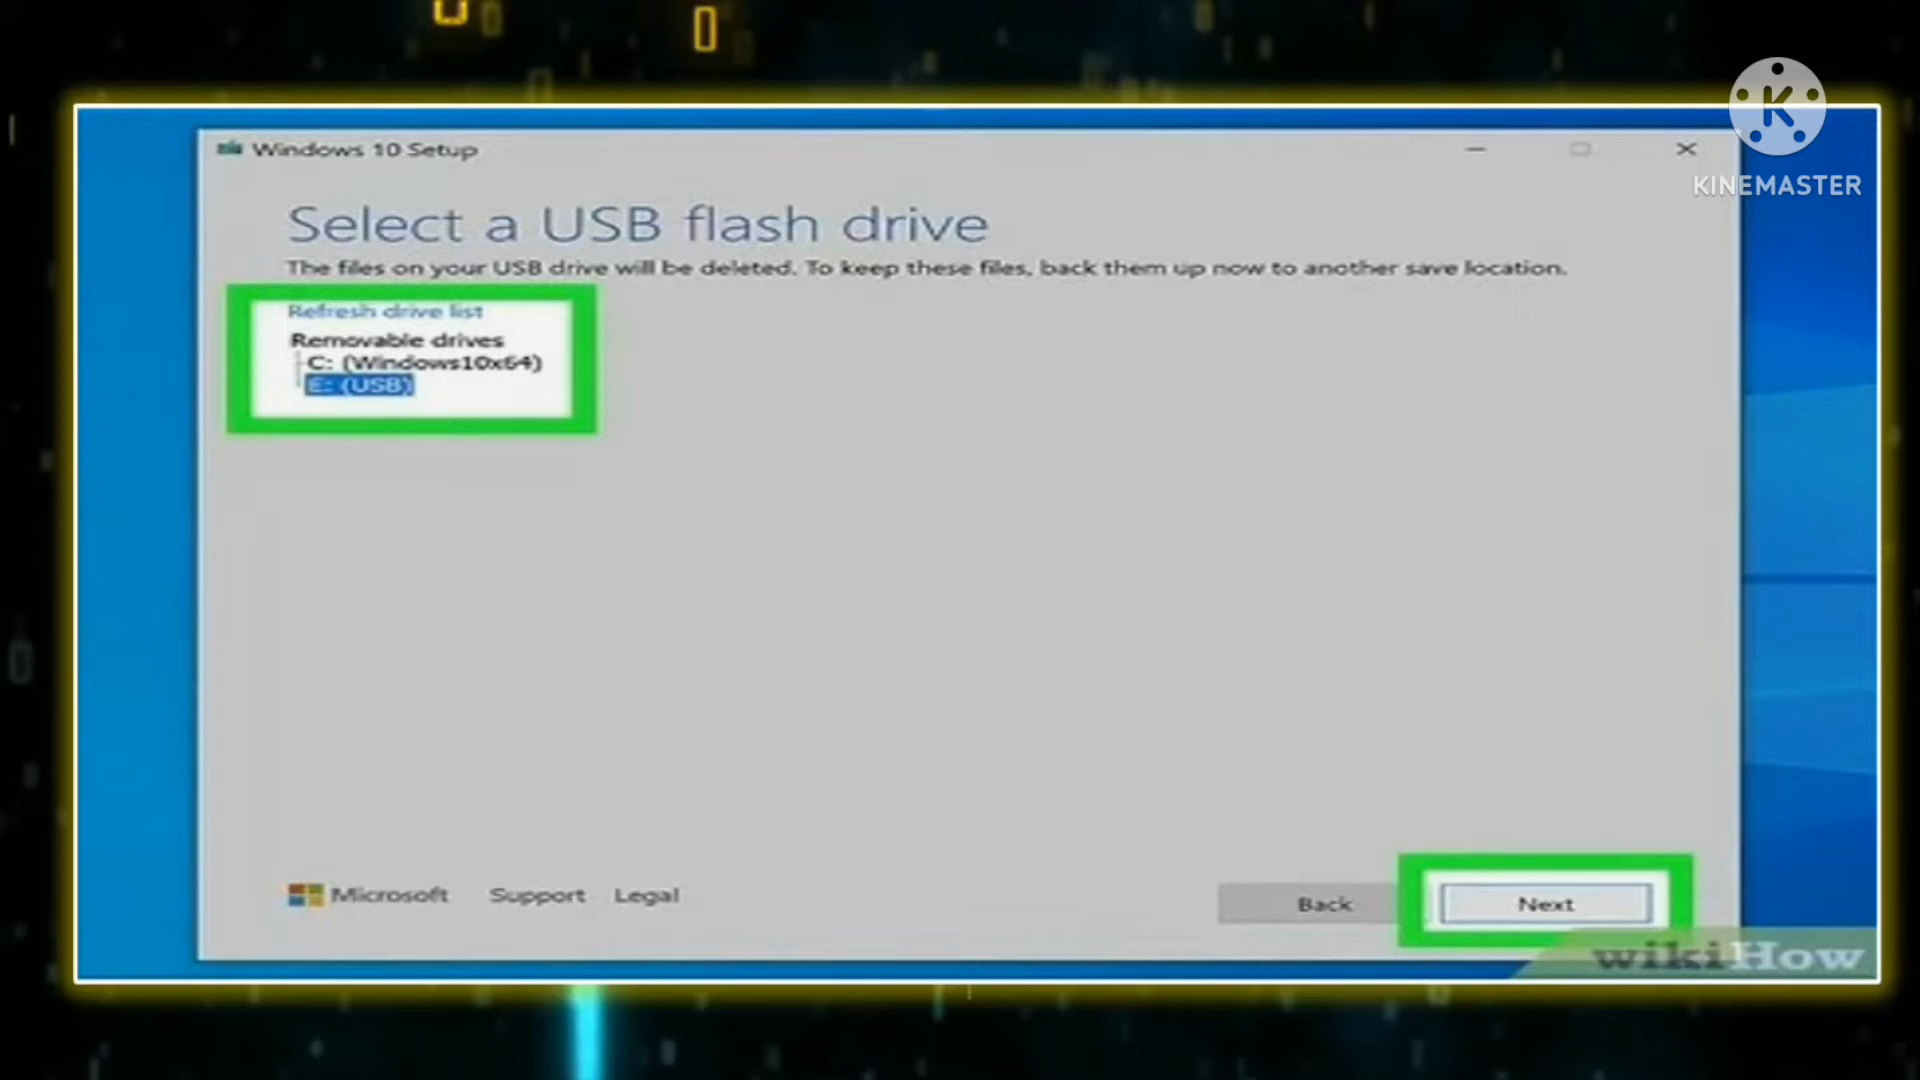 Windows 10 Setup
KINEMASTER
Select a USB flash drive
The files on your USB drive will be deleted. To keep these files, back them up now to another save location.
Refresh drive list
Removable drives
C: (Windows10x64)
E: (USB)
Microsoft Support Legal
Back
Next
wikiHow